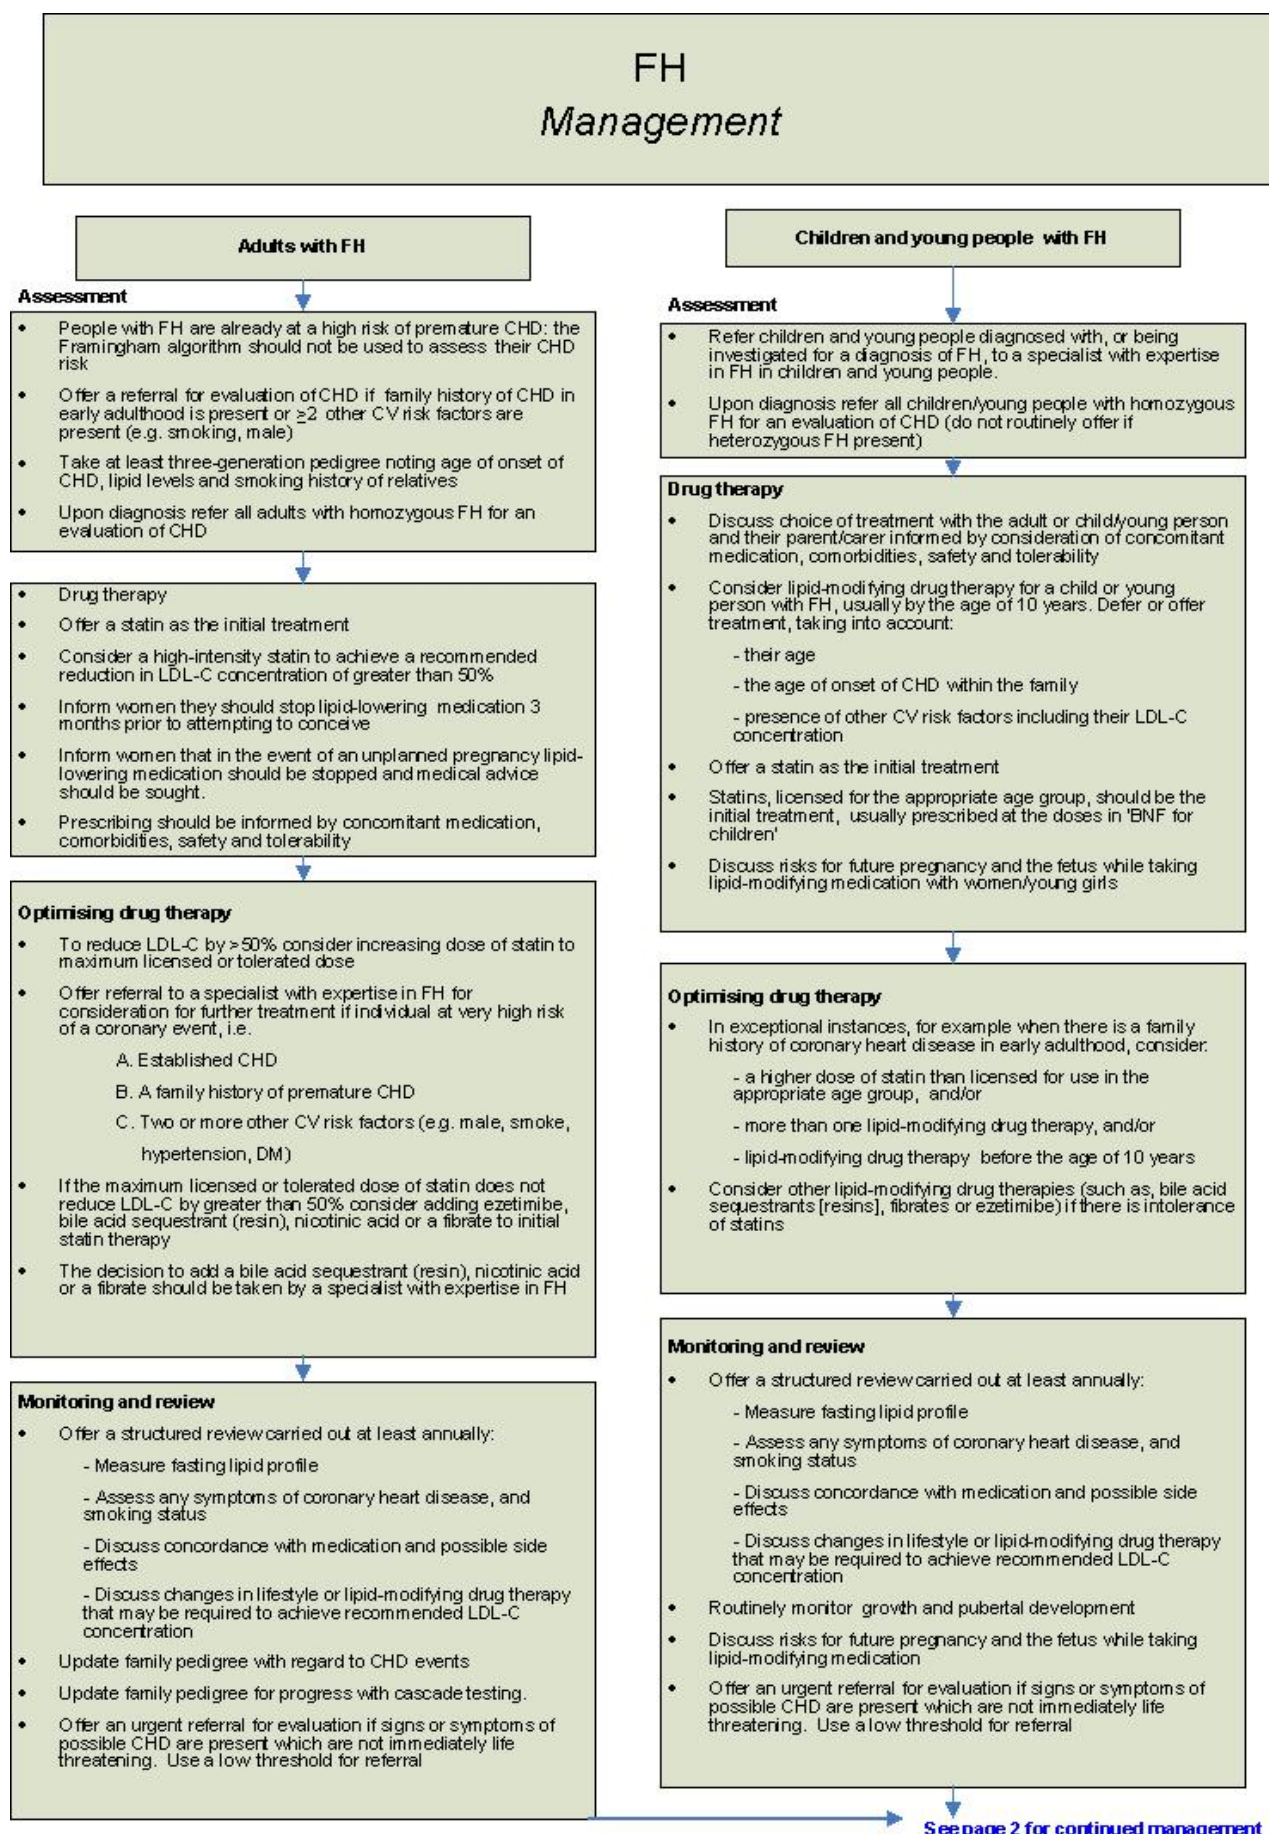 FH
Management
Adults with FH
Assessment
• People with FH are already at a high risk of premature CHD: the
Framingham algorithm should not be used to assess their CHD
risk
• Offer a referral for evaluation of CHD if family history of CHD in
early adulthood is present or ≥2 other CV risk factors are
present (e.g. smoking, male)
• Take at least three-generation pedigree noting age of onset of
CHD, lipid levels and smoking history of relatives
• Upon diagnosis refer all adults with homozygous FH for an
evaluation of CHD
• Drug therapy
• Offer a statin as the initial treatment
• Consider a high-intensity statin to achieve a recommended
reduction in LDL-C concentration of greater than 50%
• Inform women they should stop lipid-lowering medication 3
months prior to attempting to conceive
• Inform women that in the event of an unplanned pregnancy lipid-
lowering medication should be stopped and medical advice
should be sought.
• Prescribing should be informed by concomitant medication,
comorbidities, safety and tolerability
Optimising drug therapy
• To reduce LDL-C by >50% consider increasing dose of statin to
maximum licensed or tolerated dose
• Offer referral to a specialist with expertise in FH for
consideration for further treatment if individual at very high risk
of a coronary event, i.e.
A. Established CHD
B. A family history of premature CHD
C. Two or more other CV risk factors (e.g. male, smoke,
hypertension, DM)
• If the maximum licensed or tolerated dose of statin does not
reduce LDL-C by greater than 50% consider adding ezetimibe,
bile acid sequestrant (resin), nicotinic acid or a fibrate to initial
statin therapy
• The decision to add a bile acid sequestrant (resin), nicotinic acid
or a fibrate should be taken by a specialist with expertise in FH
Monitoring and review
• Offer a structured review carried out at least annually:
- Measure fasting lipid profile
- Assess any symptoms of coronary heart disease, and
smoking status
- Discuss concordance with medication and possible side
effects
- Discuss changes in lifestyle or lipid-modifying drug therapy
that may be required to achieve recommended LDL-C
concentration
• Update family pedigree with regard to CHD events
• Update family pedigree for progress with cascade testing.
• Offer an urgent referral for evaluation if signs or symptoms of
possible CHD are present which are not immediately life
threatening. Use a low threshold for referral
Children and young people with FH
Assessment
• Refer children and young people diagnosed with, or being
investigated for a diagnosis of FH, to a specialist with expertise
in FH in children and young people.
• Upon diagnosis refer all children/young people with homozygous
FH for an evaluation of CHD (do not routinely offer if
heterozygous FH present)
Drug therapy
• Discuss choice of treatment with the adult or child/young person
and their parent/carer informed by consideration of concomitant
medication, comorbidities, safety and tolerability
• Consider lipid-modifying drug therapy for a child or young
person with FH, usually by the age of 10 years. Defer or offer
treatment, taking into account:
- their age
- the age of onset of CHD within the family
- presence of other CV risk factors including their LDL-C
concentration
• Offer a statin as the initial treatment
• Statins, licensed for the appropriate age group, should be the
initial treatment, usually prescribed at the doses in 'BNF for
children'
• Discuss risks for future pregnancy and the fetus while taking
lipid-modifying medication with women/young girls
Optimising drug therapy
• In exceptional instances, for example when there is a family
history of coronary heart disease in early adulthood, consider:
- a higher dose of statin than licensed for use in the
appropriate age group, and/or
- more than one lipid-modifying drug therapy, and/or
- lipid-modifying drug therapy before the age of 10 years
• Consider other lipid-modifying drug therapies (such as, bile acid
sequestrants [resins], fibrates or ezetimibe) if there is intolerance
of statins
Monitoring and review
• Offer a structured review carried out at least annually:
- Measure fasting lipid profile
- Assess any symptoms of coronary heart disease, and
smoking status
- Discuss concordance with medication and possible side
effects
- Discuss changes in lifestyle or lipid-modifying drug therapy
that may be required to achieve recommended LDL-C
concentration
• Routinely monitor growth and pubertal development
• Discuss risks for future pregnancy and the fetus while taking
lipid-modifying medication
• Offer an urgent referral for evaluation if signs or symptoms of
possible CHD are present which are not immediately life
threatening. Use a low threshold for referral
See page 2 for continued management